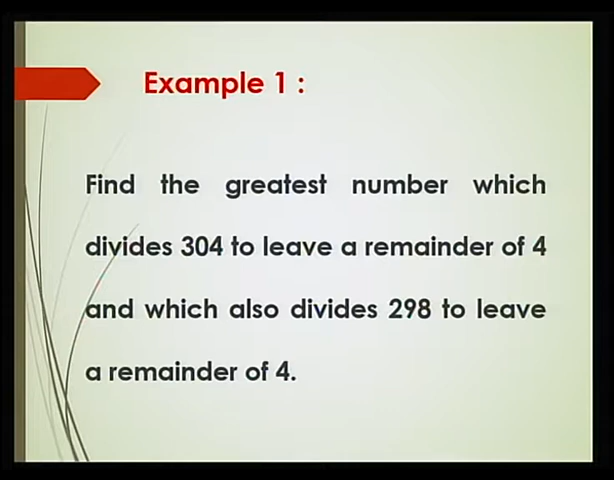 Example 1 :
Find the greatest number which
divides 304 to leave a remainder of 4
and which also divides 298 to leave
a remainder of 4.